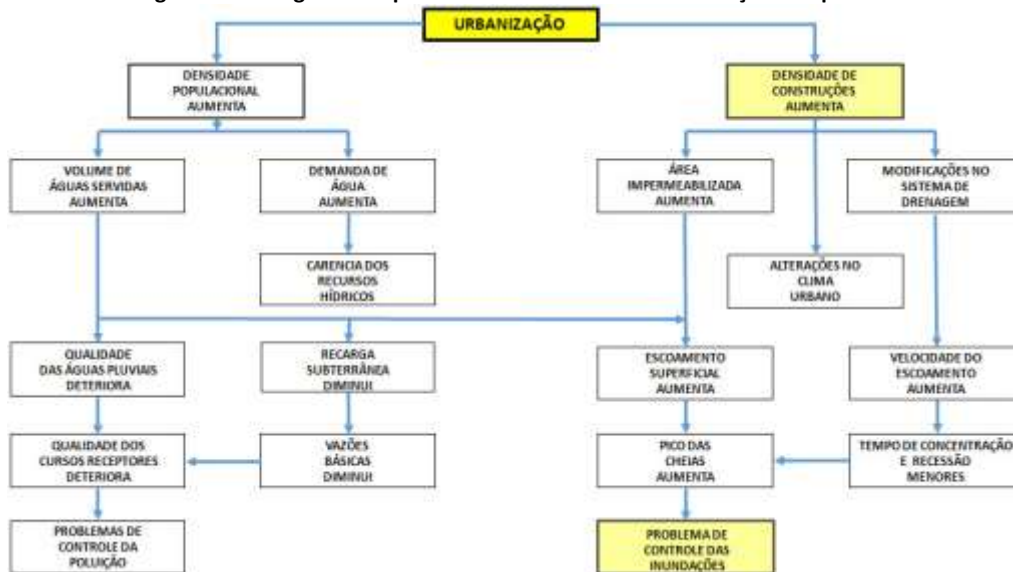 URBANIZAÇÃO
DENSIDADE
POPULACIONAL
AUMENTA
DENSIDADE DE
CONSTRUÇÕES
AUMENTA
VOLUME DE
ÁGUAS SERVIDAS
AUMENTA
DEMANDA DE
ÁGUA
AUMENTA
ÁREA
IMPERMEABILIZADA
AUMENTA
MODIFICAÇÕES NO
SISTEMA DE
DRENAGEM
CARENCIA DOS
RECURSOS
HÍDRICOS
ALTERAÇÕES NO
CLIMA
URBANO
QUALIDADE
DAS ÁGUAS PLUVIAIS
DETERIORA
RECARGA
SUBTERRÂNEA
DIMINUI
ESCOAMENTO
SUPERFICIAL
AUMENTA
VELOCIDADE DO
ESCOAMENTO
AUMENTA
QUALIDADE DOS
CURSOS RECEPTORES
DETERIORA
VAZÕES
BÁSICAS
DIMINUI
PICO DAS
CHEIAS
AUMENTA
TEMPO DE CONCENTRAÇÃO
E RECESSÃO
MENORES
PROBLEMAS DE
CONTROLE DA
POLUIÇÃO
PROBLEMA DE
CONTROLE DAS
INUNDAÇÕES